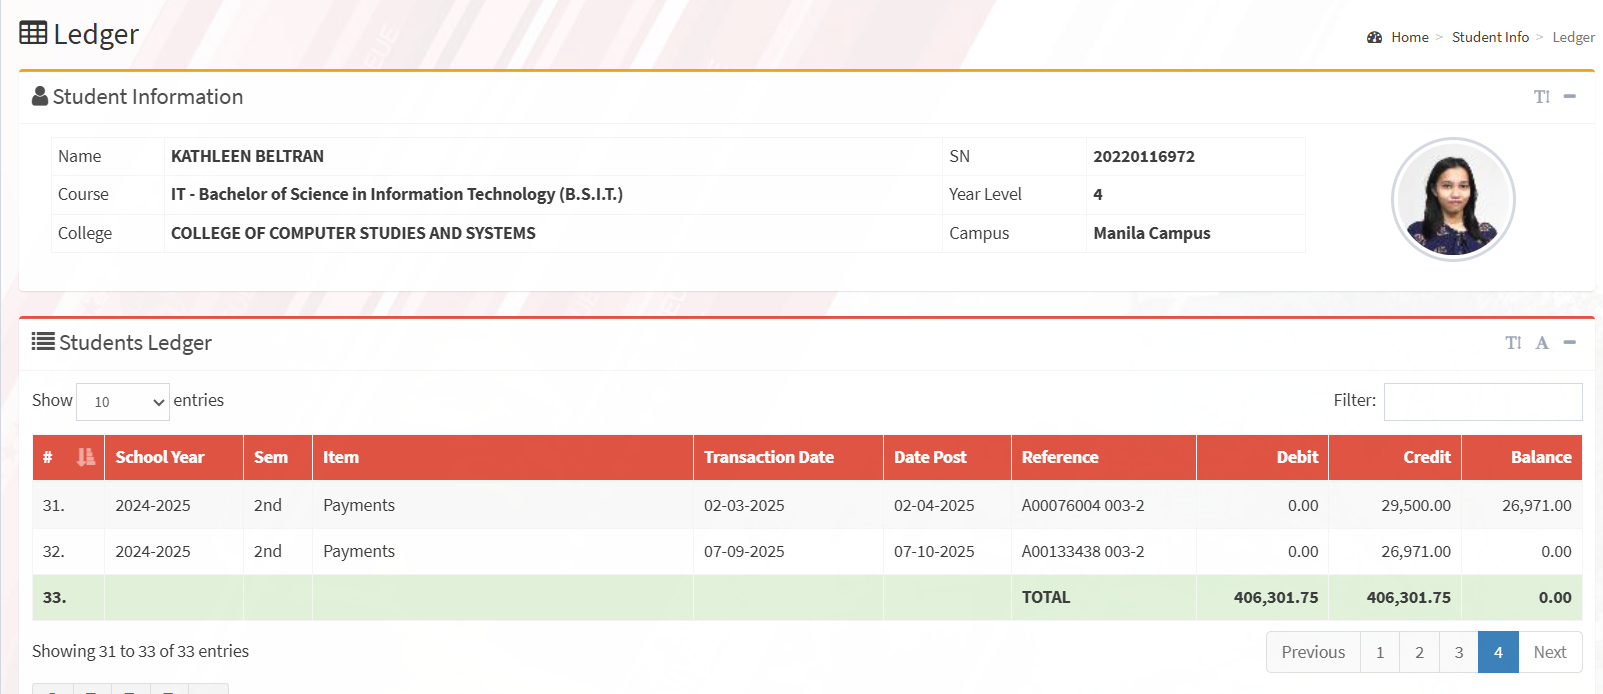 Ledger
Home > Student Info > Ledger
Student Information
Name KATHLEEN BELTRAN SN 20220116972
Course IT - Bachelor of Science in Information Technology (B.S.I.T.) Year Level 4
College COLLEGE OF COMPUTER STUDIES AND SYSTEMS Campus Manila Campus
Students Ledger
Show 10 entries Filter:
# School Year Sem Item Transaction Date Date Post Reference Debit Credit Balance
31. 2024-2025 2nd Payments 02-03-2025 02-04-2025 A00076004 003-2 0.00 29,500.00 26,971.00
32. 2024-2025 2nd Payments 07-09-2025 07-10-2025 A00133438 003-2 0.00 26,971.00 0.00
33. TOTAL 406,301.75 406,301.75 0.00
Showing 31 to 33 of 33 entries Previous 1 2 3 4 Next